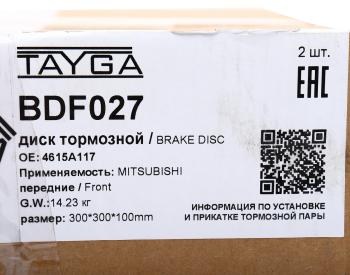 TAYGA
2 шт.
EAC
BDF027
диск тормозной / BRAKE DISC
OE: 4615A117
Применяемость: MITSUBISHI
передние / Front
G.W.:14.23 кг
размер: 300*300*100mm
ИНФОРМАЦИЯ ПО УСТАНОВКЕ
И ПРИКАТКЕ ТОРМОЗНОЙ ПАРЫ